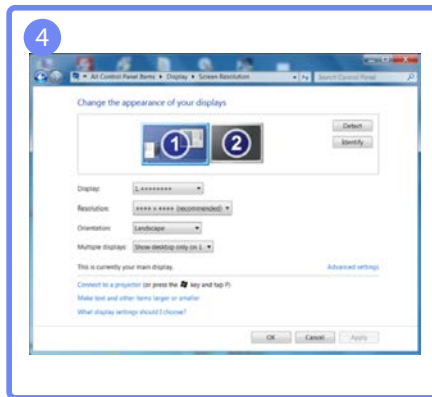 4
All Control Panel Items ▸ Display ▸ Screen Resolution
Search Control Panel
Change the appearance of your displays
1
2
Detect
Identify
Display: 1.********
Resolution: **** x **** (recommended)
Orientation: Landscape
Multiple displays: Show desktop only on 1
This is currently your main display.
Advanced settings
Connect to a projector (or press the key and tap P)
Make text and other items larger or smaller
What display settings should I choose?
OK
Cancel
Apply